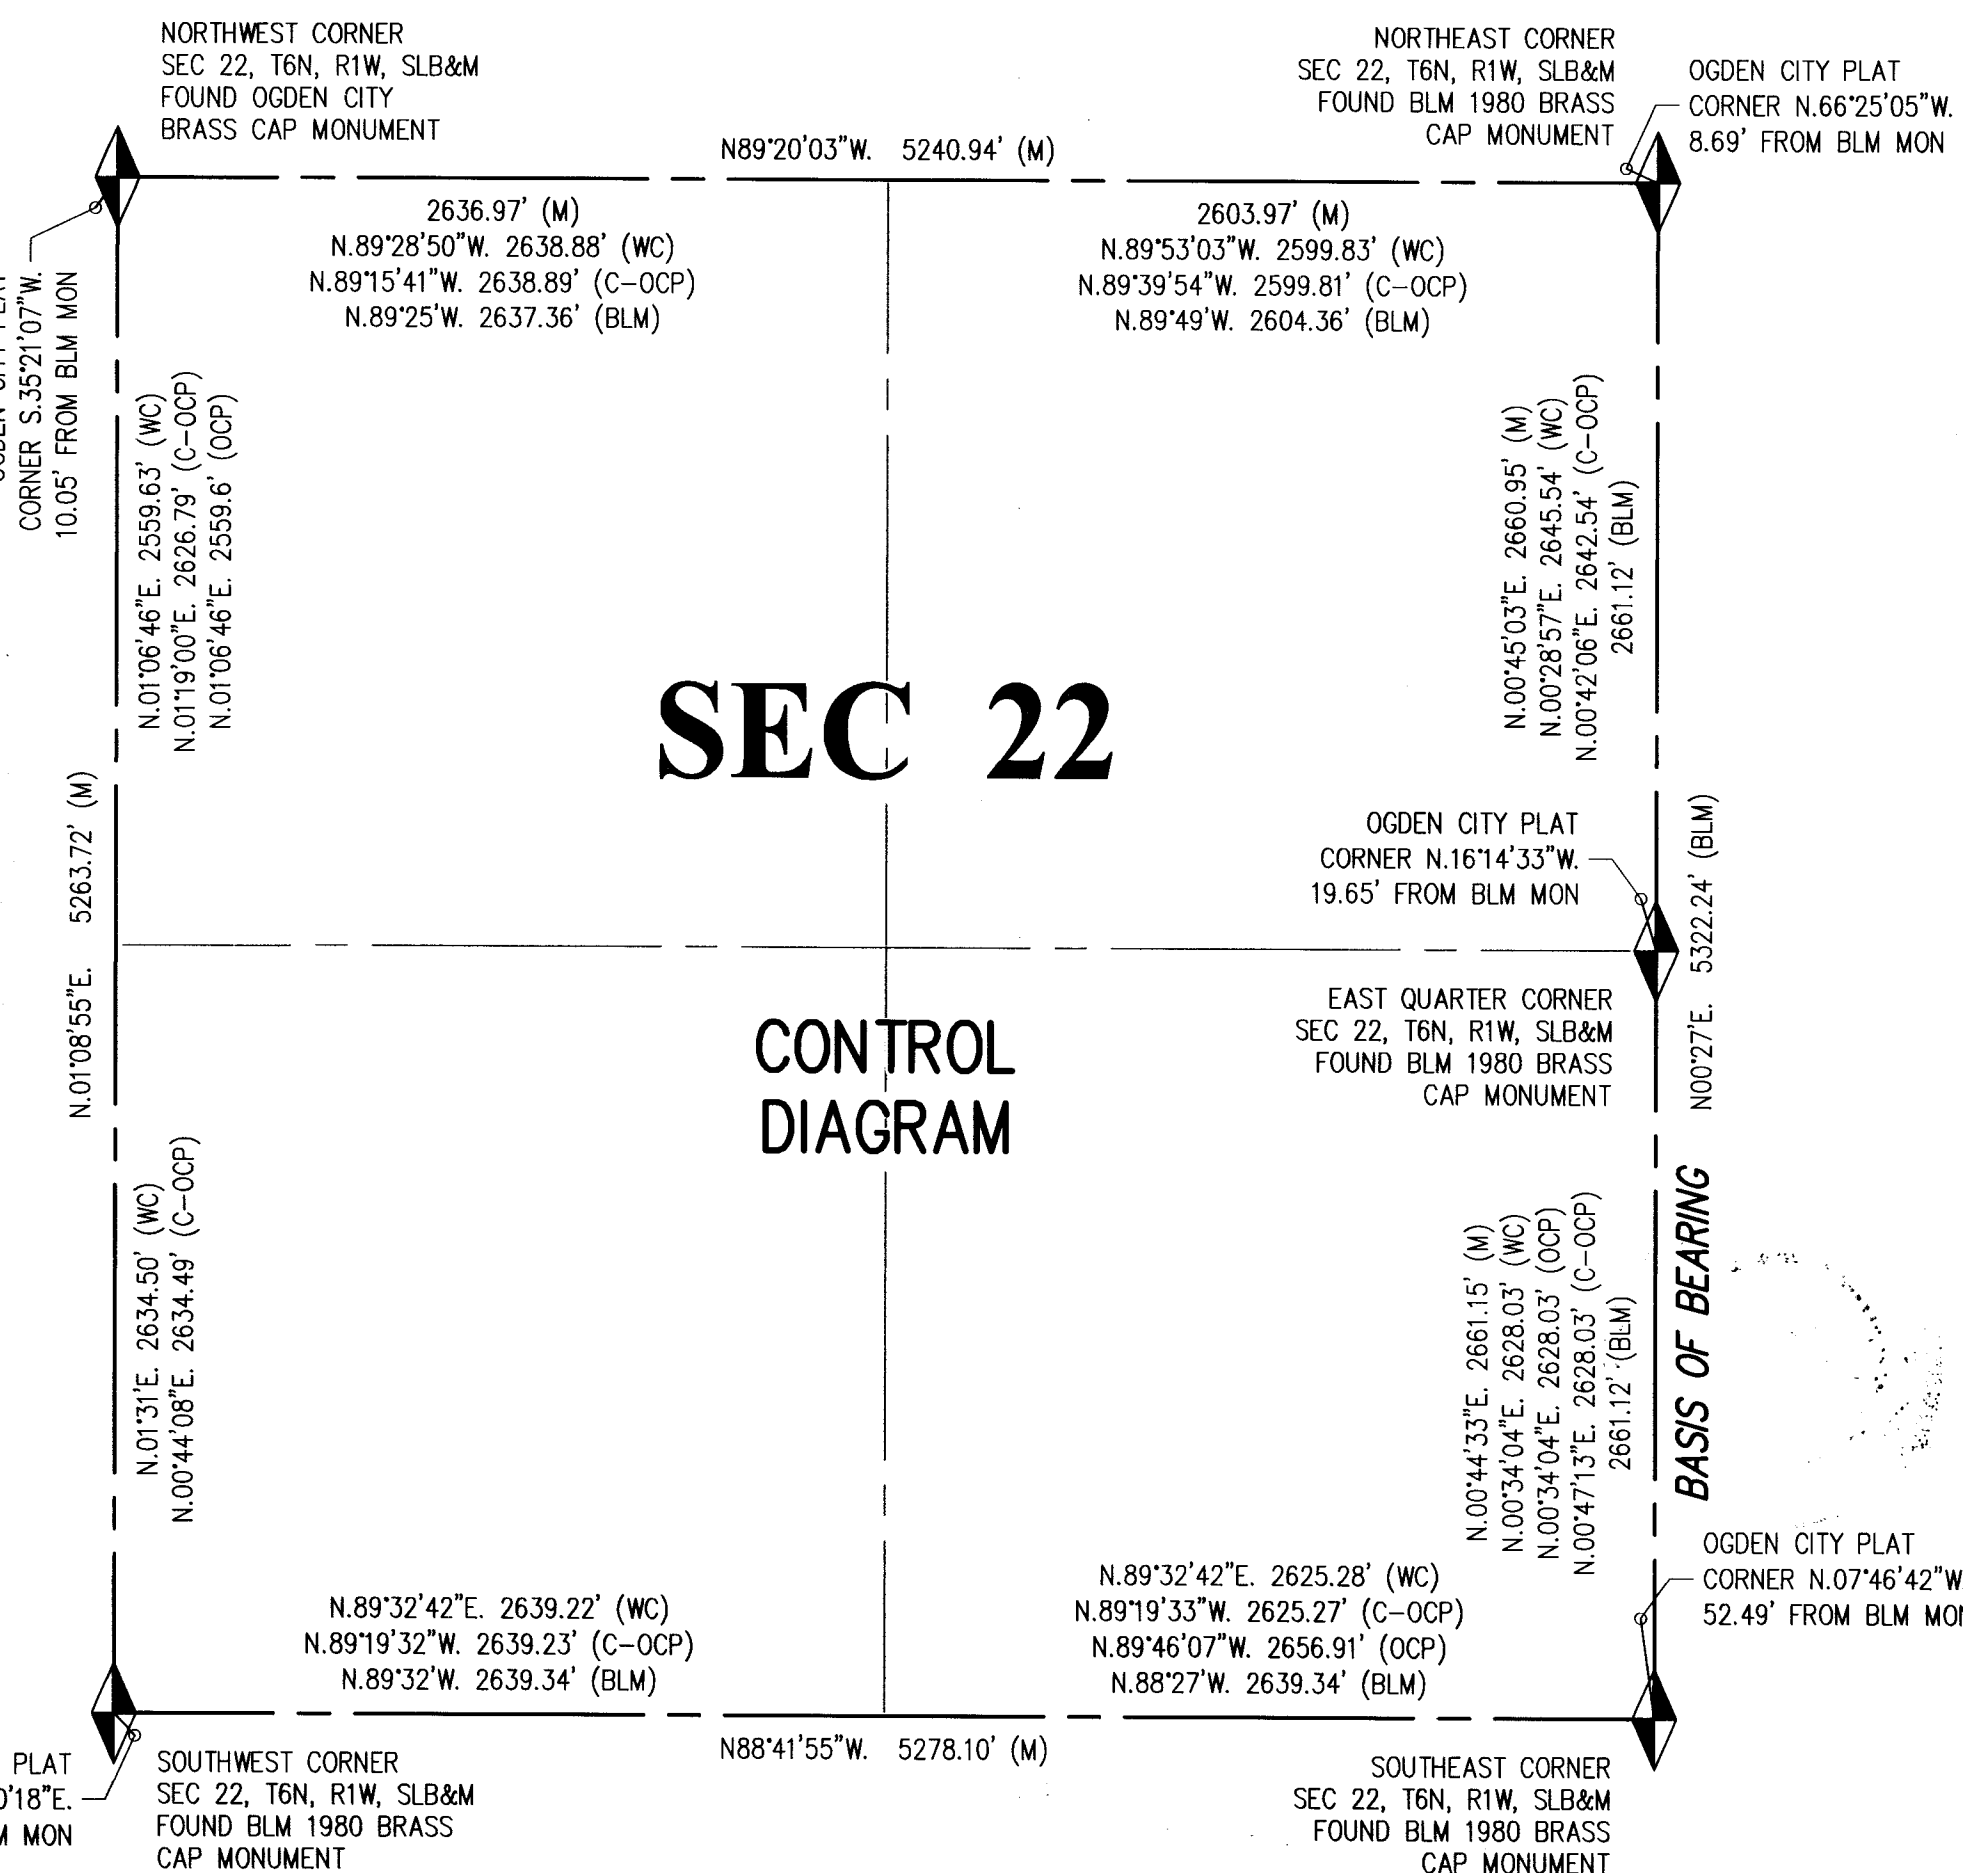 NORTHWEST CORNER
SEC 22, T6N, R1W, SLB&M
FOUND OGDEN CITY
BRASS CAP MONUMENT
NORTHEAST CORNER
SEC 22, T6N, R1W, SLB&M
FOUND BLM 1980 BRASS
CAP MONUMENT
OGDEN CITY PLAT
CORNER N.66°25'05"W.
8.69' FROM BLM MON
N89°20'03"W. 5240.94' (M)
2636.97' (M)
N.89°28'50"W. 2638.88' (WC)
N.89°15'41"W. 2638.89' (C-OCP)
N.89°25'W. 2637.36' (BLM)
2603.97' (M)
N.89°53'03"W. 2599.83' (WC)
N.89°39'54"W. 2599.81' (C-OCP)
N.89°49'W. 2604.36' (BLM)
CORNER S.35°21'07"W.
10.05' FROM BLM MON
N.01°06'46"E. 2559.63' (WC)
N.01°19'00"E. 2626.79' (C-OCP)
N.01°06'46"E. 2559.6' (OCP)
N.00°45'03"E. 2660.95' (M)
N.00°28'57"E. 2645.54' (WC)
N.00°42'06"E. 2642.54' (C-OCP)
2661.12' (BLM)
SEC 22
N.01°08'55"E. 5263.72' (M)
OGDEN CITY PLAT
CORNER N.16°14'33"W.
19.65' FROM BLM MON
N00°27'E. 5322.24' (BLM)
EAST QUARTER CORNER
SEC 22, T6N, R1W, SLB&M
FOUND BLM 1980 BRASS
CAP MONUMENT
CONTROL
DIAGRAM
N.01°31'E. 2634.50' (WC)
N.00°44'08"E. 2634.49' (C-OCP)
N.00°44'33"E. 2661.15' (M)
N.00°34'04"E. 2628.03' (WC)
N.00°34'04"E. 2628.03' (OCP)
N.00°47'13"E. 2628.03' (C-OCP)
2661.12' (BLM)
BASIS OF BEARING
OGDEN CITY PLAT
CORNER N.07°46'42"W.
52.49' FROM BLM MON
N.89°32'42"E. 2639.22' (WC)
N.89°19'32"W. 2639.23' (C-OCP)
N.89°32'W. 2639.34' (BLM)
N.89°32'42"E. 2625.28' (WC)
N.89°19'33"W. 2625.27' (C-OCP)
N.89°46'07"W. 2656.91' (OCP)
N.88°27'W. 2639.34' (BLM)
N88°41'55"W. 5278.10' (M)
PLAT
0'18"E.
MON
SOUTHWEST CORNER
SEC 22, T6N, R1W, SLB&M
FOUND BLM 1980 BRASS
CAP MONUMENT
SOUTHEAST CORNER
SEC 22, T6N, R1W, SLB&M
FOUND BLM 1980 BRASS
CAP MONUMENT